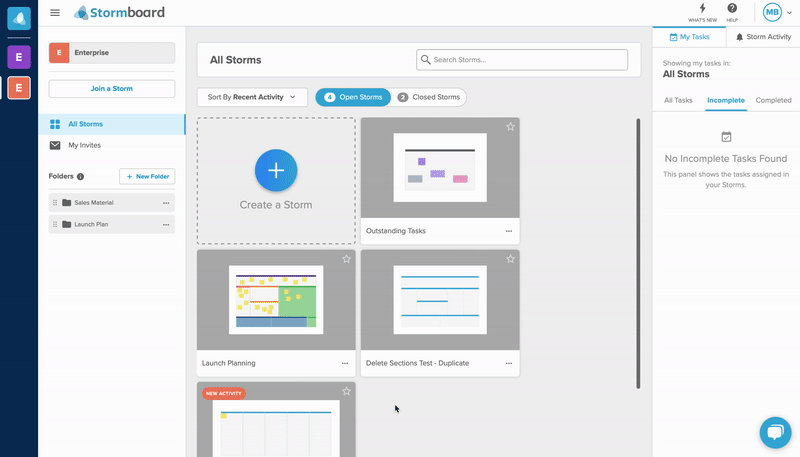 Stormboard
WHAT'S NEW
HELP
MB
E
E
E Enterprise
Join a Storm
All Storms
My Invites
Folders
+ New Folder
Sales Material
Launch Plan
All Storms
Search Storms...
Sort By Recent Activity
4 Open Storms
2 Closed Storms
Create a Storm
Outstanding Tasks
Launch Planning
Delete Sections Test - Duplicate
NEW ACTIVITY
My Tasks
Storm Activity
Showing my tasks in:
All Storms
All Tasks
Incomplete
Completed
No Incomplete Tasks Found
This panel shows the tasks assigned in
your Storms.